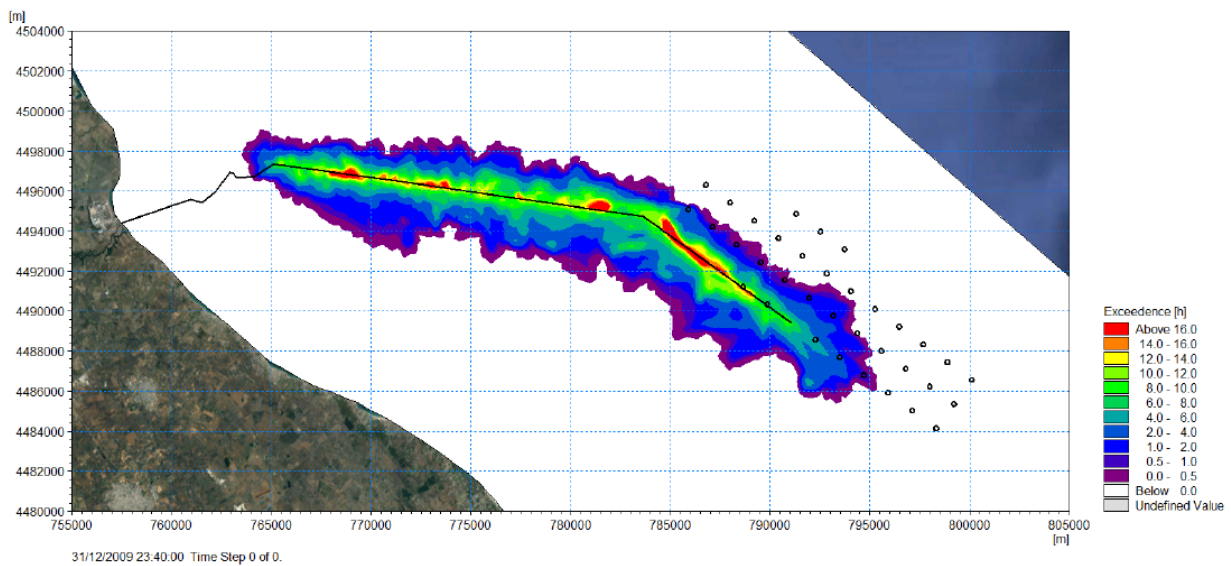 [m]
4504000
4502000
4500000
4498000
4496000
4494000
4492000
4490000
4488000
4486000
4484000
4482000
4480000
755000 760000 765000 770000 775000 780000 785000 790000 795000 800000 805000
[m]
Exceedence [h]
Above 16.0
14.0 - 16.0
12.0 - 14.0
10.0 - 12.0
8.0 - 10.0
6.0 - 8.0
4.0 - 6.0
2.0 - 4.0
1.0 - 2.0
0.5 - 1.0
0.0 - 0.5
Below 0.0
Undefined Value
31/12/2009 23:40:00 Time Step 0 of 0.